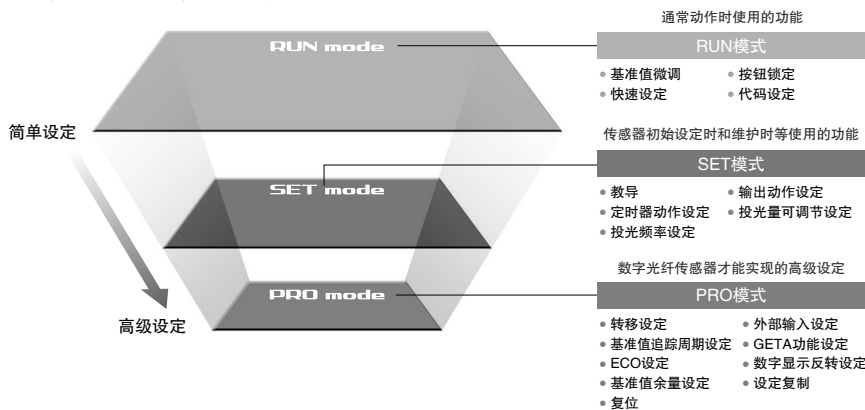 通常动作时使用的功能
RUN mode
RUN模式
• 基准值微调 • 按钮锁定
• 快速设定 • 代码设定
简单设定
传感器初始设定时和维护时等使用的功能
SET mode
SET模式
• 教导 • 输出动作设定
• 定时器动作设定 • 投光量可调节设定
• 投光频率设定
数字光纤传感器才能实现的高级设定
PRO mode
PRO模式
高级设定
• 转移设定 • 外部输入设定
• 基准值追踪周期设定 • GETA功能设定
• ECO设定 • 数字显示反转设定
• 基准值余量设定 • 设定复制
• 复位